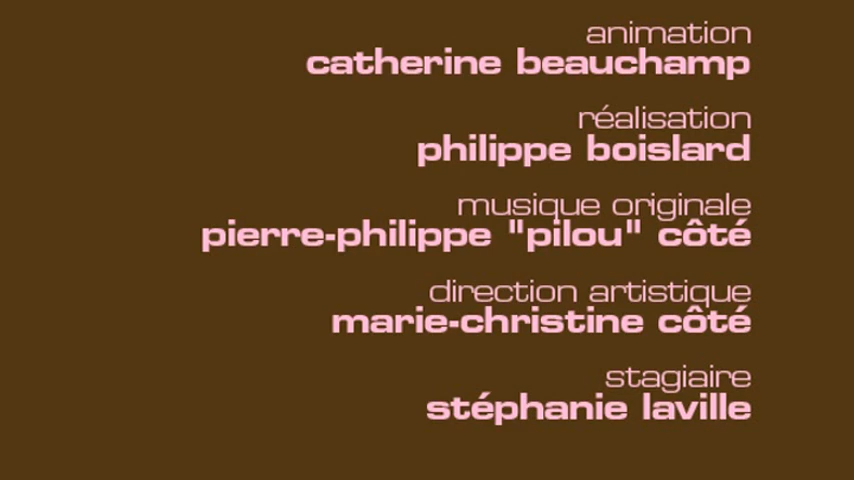 animation
catherine beauchamp
réalisation
philippe boislard
musique originale
pierre-philippe "pilou" côté
direction artistique
marie-christine côté
stagiaire
stéphanie laville